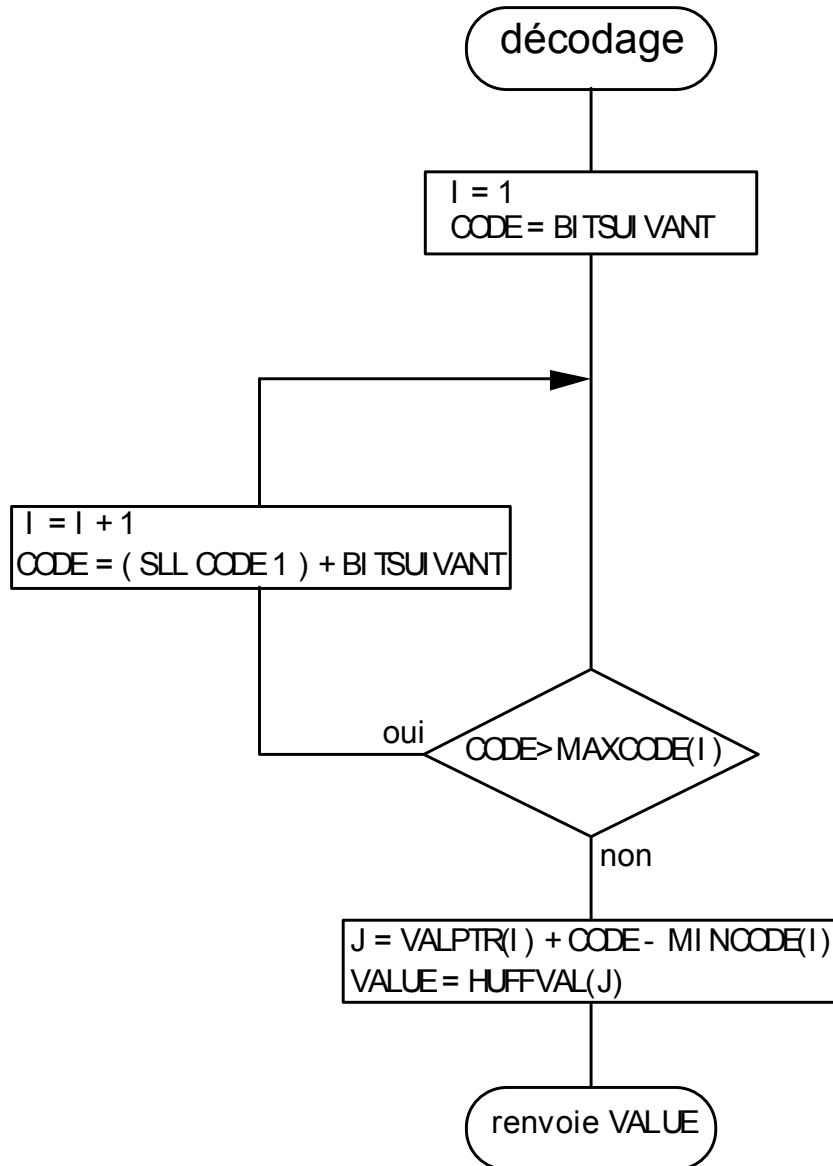 décodage
I = 1
CODE = BITSUIVANT
I = I + 1
CODE = ( SLL CODE 1 ) + BITSUIVANT
oui
CODE > MAXCODE(I)
non
J = VALPTR(I) + CODE - MINCODE(I)
VALUE = HUFFVAL(J)
renvoie VALUE